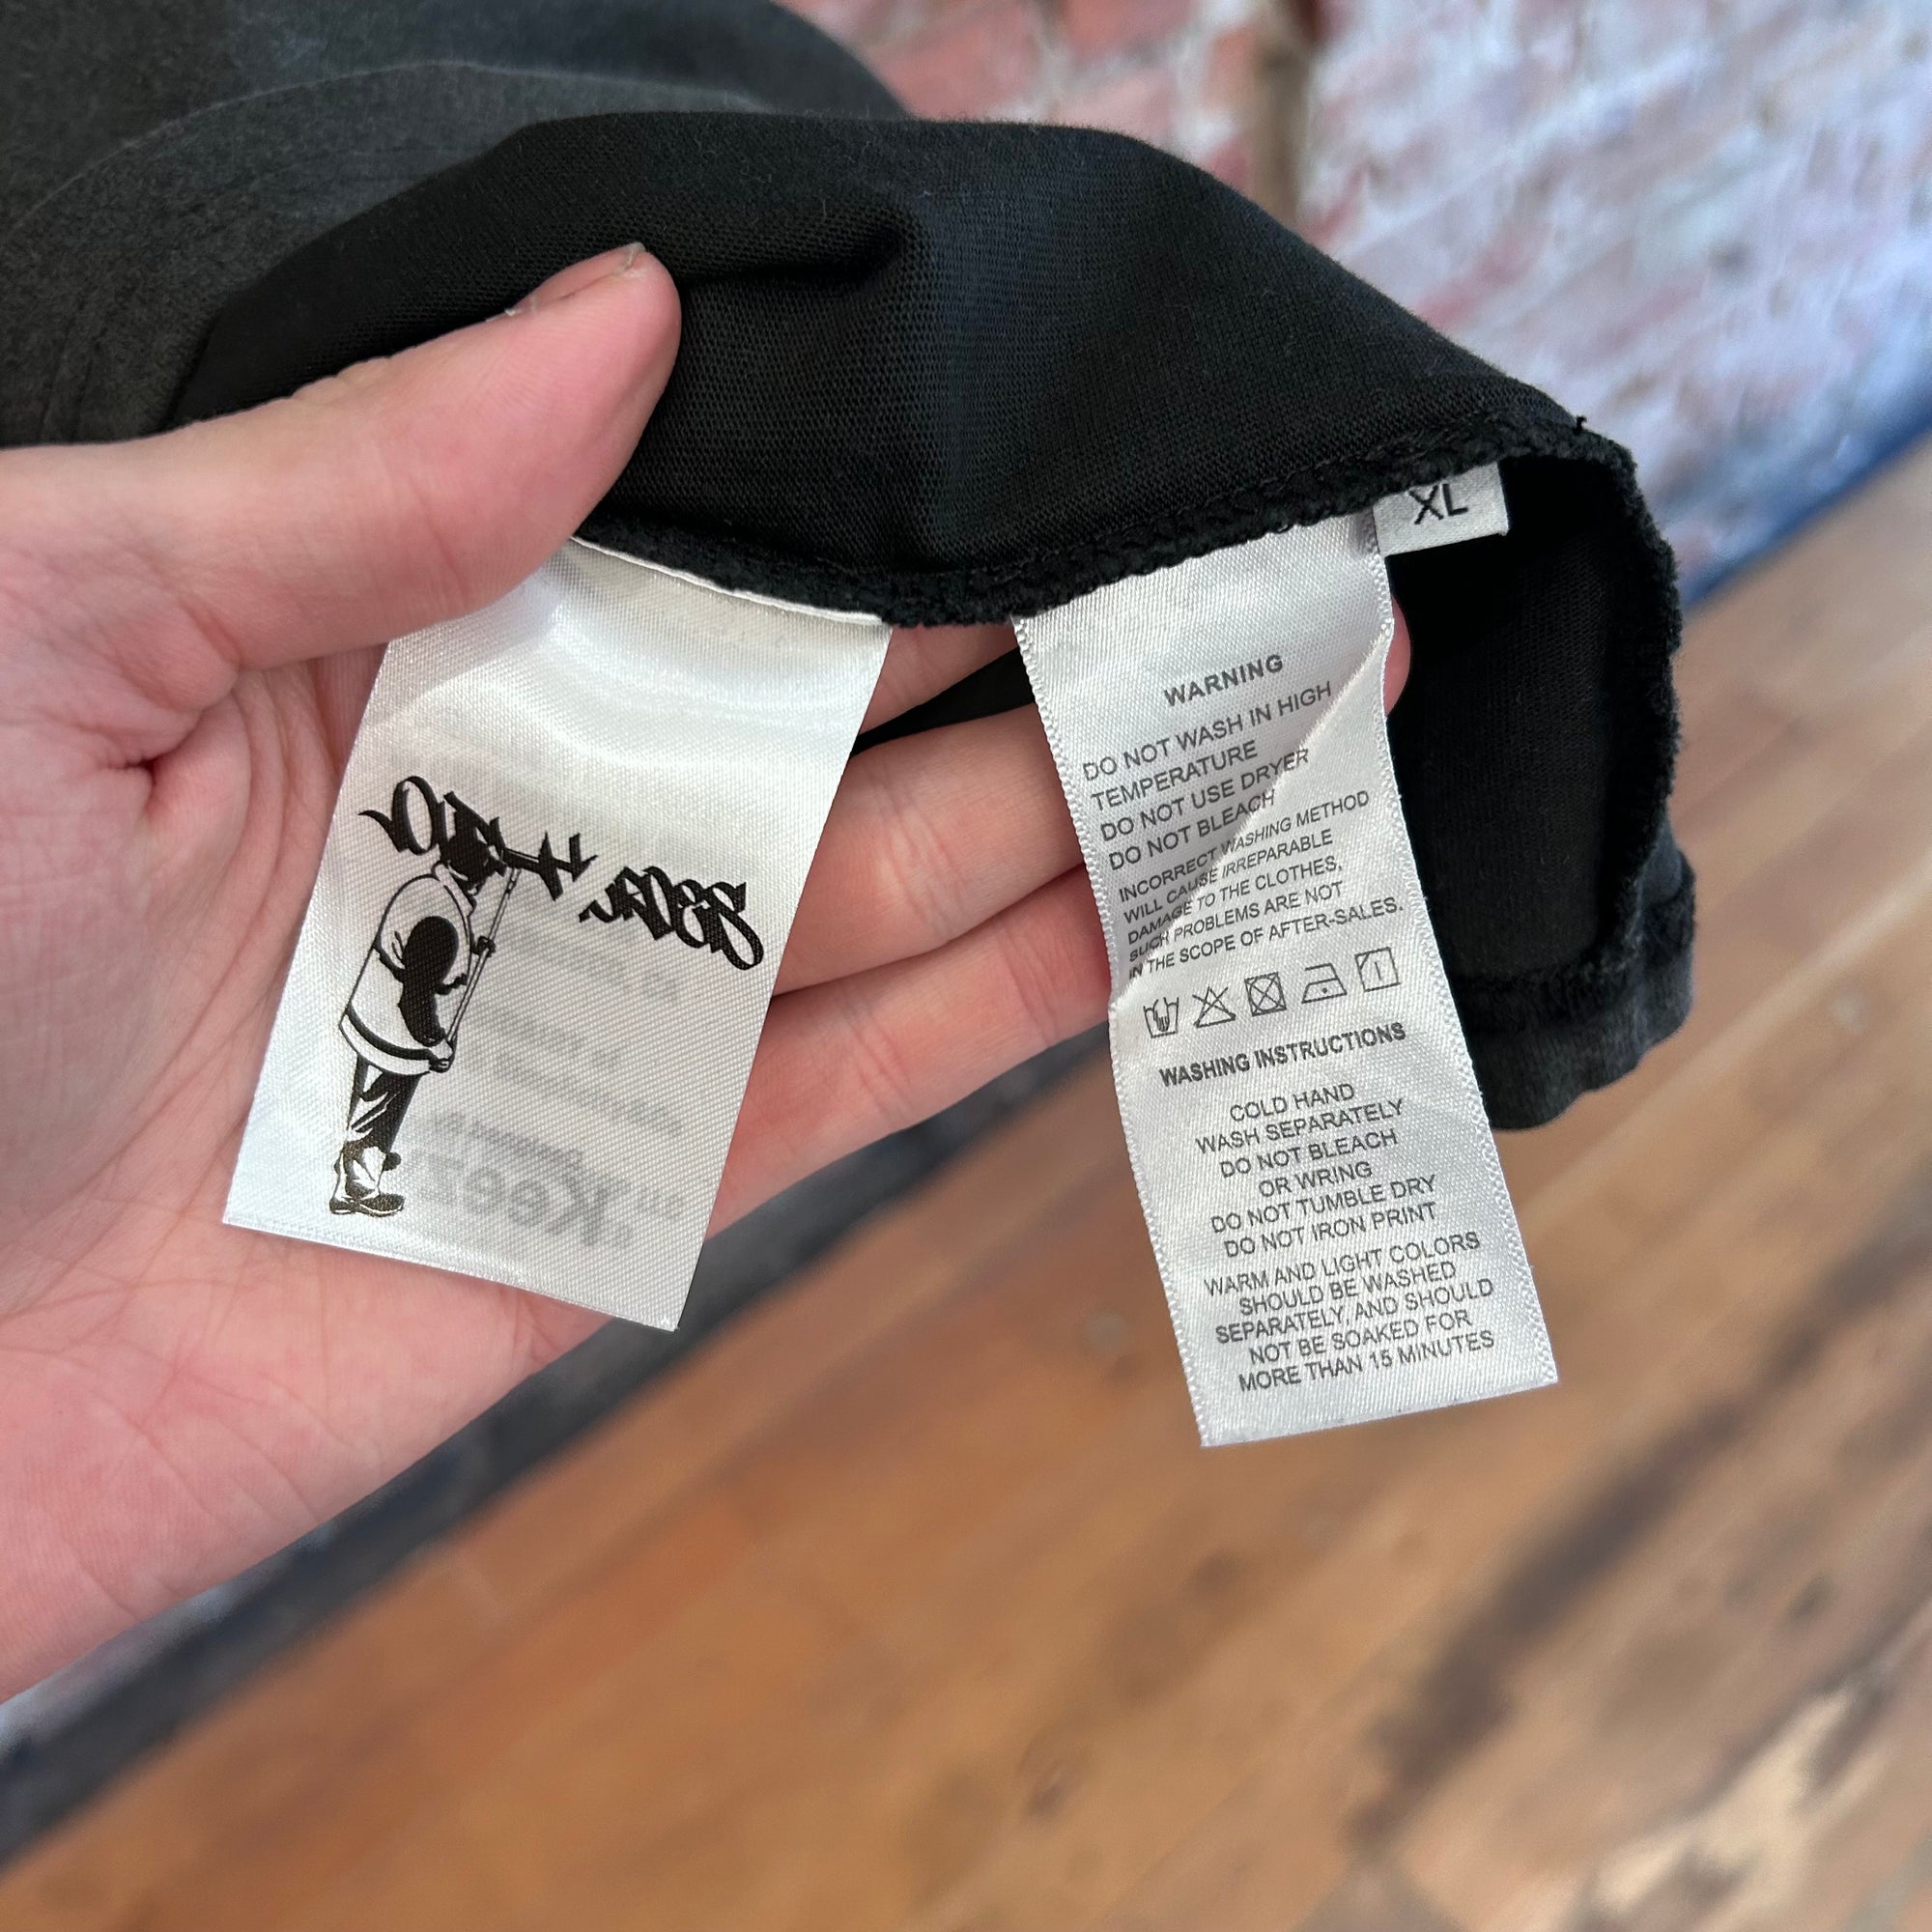 XL
WARNING
DO NOT WASH IN HIGH
TEMPERATURE
DO NOT USE DRYER
DO NOT BLEACH
INCORRECT WASHING METHOD
WILL CAUSE IRREPARABLE
DAMAGE TO THE CLOTHES,
SUCH PROBLEMS ARE NOT
IN THE SCOPE OF AFTER-SALES.
WASHING INSTRUCTIONS
COLD HAND
WASH SEPARATELY
DO NOT BLEACH
OR WRING
DO NOT TUMBLE DRY
DO NOT IRON PRINT
WARM AND LIGHT COLORS
SHOULD BE WASHED
SEPARATELY, AND SHOULD
NOT BE SOAKED FOR
MORE THAN 15 MINUTES